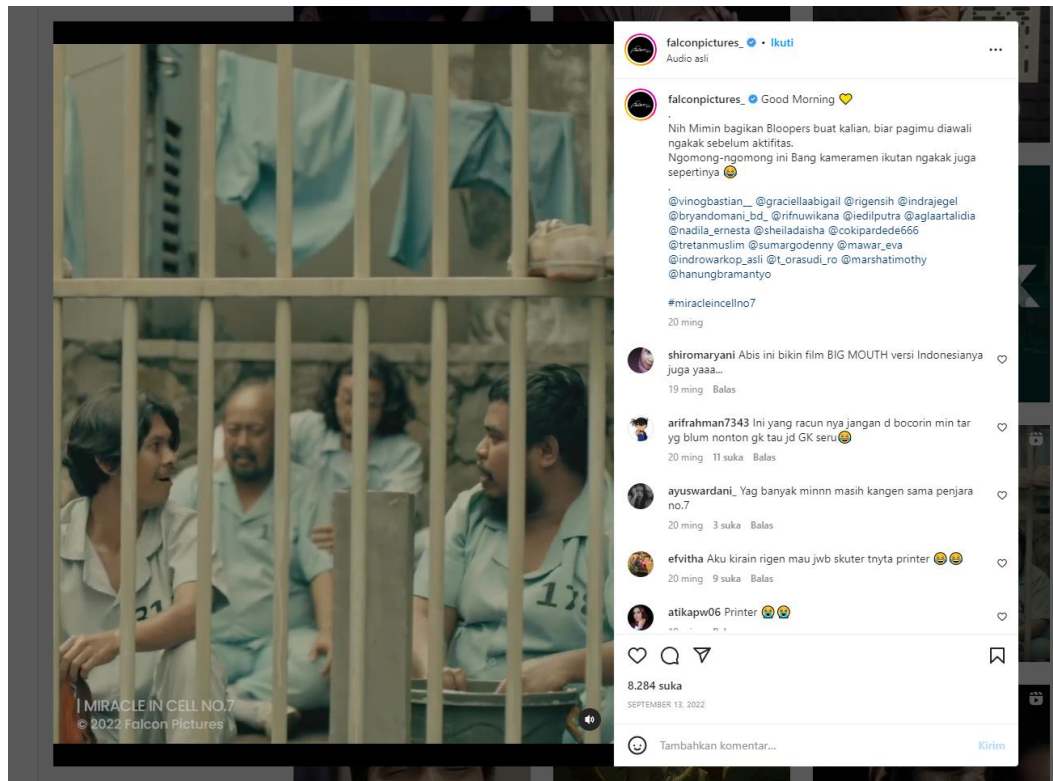 falconpictures_ • Ikuti
Audio asli
falconpictures_ Good Morning 💛
.
Nih Mimin bagikan Bloopers buat kalian, biar pagimu diawali
ngakak sebelum aktifitas.
Ngomong-ngomong ini Bang kameramen ikutan ngakak juga
sepertinya 😂
.
@vinogbastian__ @graciellaabigail @rigensih @indrajegel
@bryandomani_bd_ @rifnuwikana @iedilputra @aglaartalidia
@nadila_ernesta @sheiladaisha @cokipardede666
@tretanmuslim @sumargodenny @mawar_eva
@indrowarkop_asli @t_orasudi_ro @marshatimothy
@hanungbramantyo
#miracleincellno7
20 ming
shiromaryani Abis ini bikin film BIG MOUTH versi Indonesianya
juga yaaa...
19 ming Balas
arifrahman7343 Ini yang racun nya jangan d bocorin min tar
yg blum nonton gk tau jd GK seru😂
20 ming 11 suka Balas
ayuswardani_ Yag banyak minnn masih kangen sama penjara
no.7
20 ming 3 suka Balas
efvitha Aku kirain rigen mau jwb skuter tnyta printer 😂😂
20 ming 9 suka Balas
atikapw06 Printer 😭😭
8.284 suka
SEPTEMBER 13, 2022
Tambahkan komentar... Kirim
| MIRACLE IN CELL NO.7
© 2022 Falcon Pictures